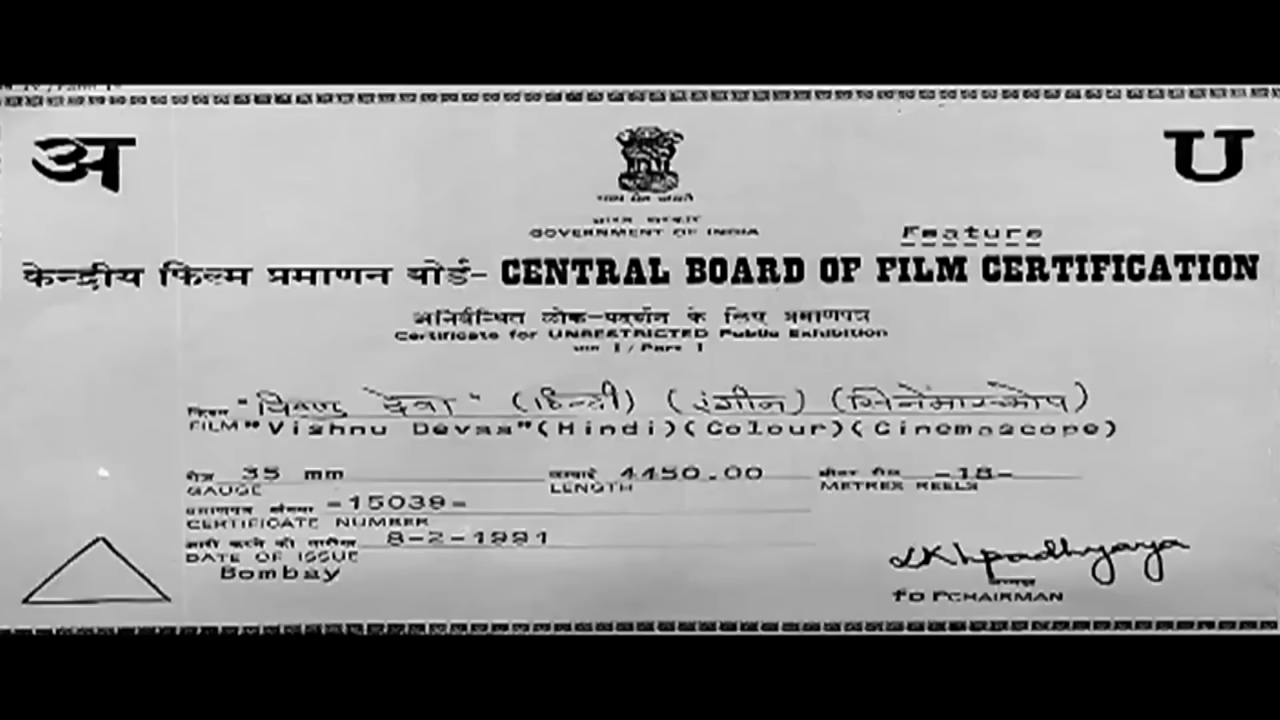 अ
U
भारत सरकार
GOVERNMENT OF INDIA
Feature
केन्द्रीय फिल्म प्रमाणन बोर्ड- CENTRAL BOARD OF FILM CERTIFICATION
अनिर्बन्धित लोक-प्रदर्शन के लिए प्रमाणपत्र
Certificate for UNRESTRICTED Public Exhibition
भाग I / Part I
फिल्म "विष्णु देवा" (हिन्दी) (रंगीन) (सिनेमास्कोप)
FILM "Vishnu Devaa" (Hindi) (Colour) (Cinemascope)
35 mm 4450.00 -18-
GAUGE LENGTH METRES REELS
-15039-
CERTIFICATE NUMBER
जारी करने की तारीख 8-2-1991
DATE OF ISSUE
Bombay
CHAIRMAN